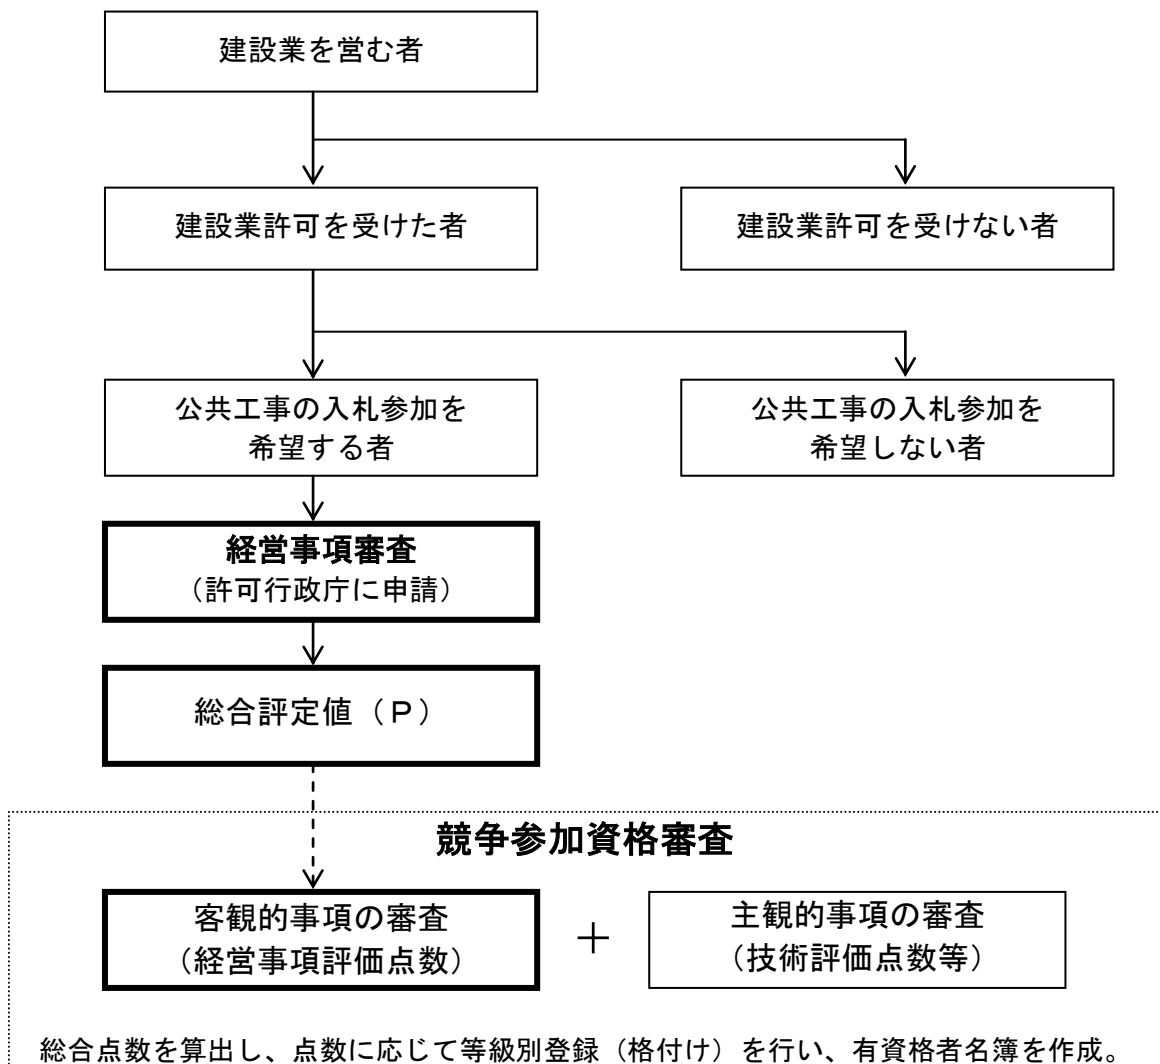 建設業を営む者
建設業許可を受けた者
建設業許可を受けない者
公共工事の入札参加を
希望する者
公共工事の入札参加を
希望しない者
経営事項審査
（許可行政庁に申請）
総合評定値（Ｐ）
競争参加資格審査
客観的事項の審査
（経営事項評価点数）
＋
主観的事項の審査
（技術評価点数等）
総合点数を算出し、点数に応じて等級別登録（格付け）を行い、有資格者名簿を作成。